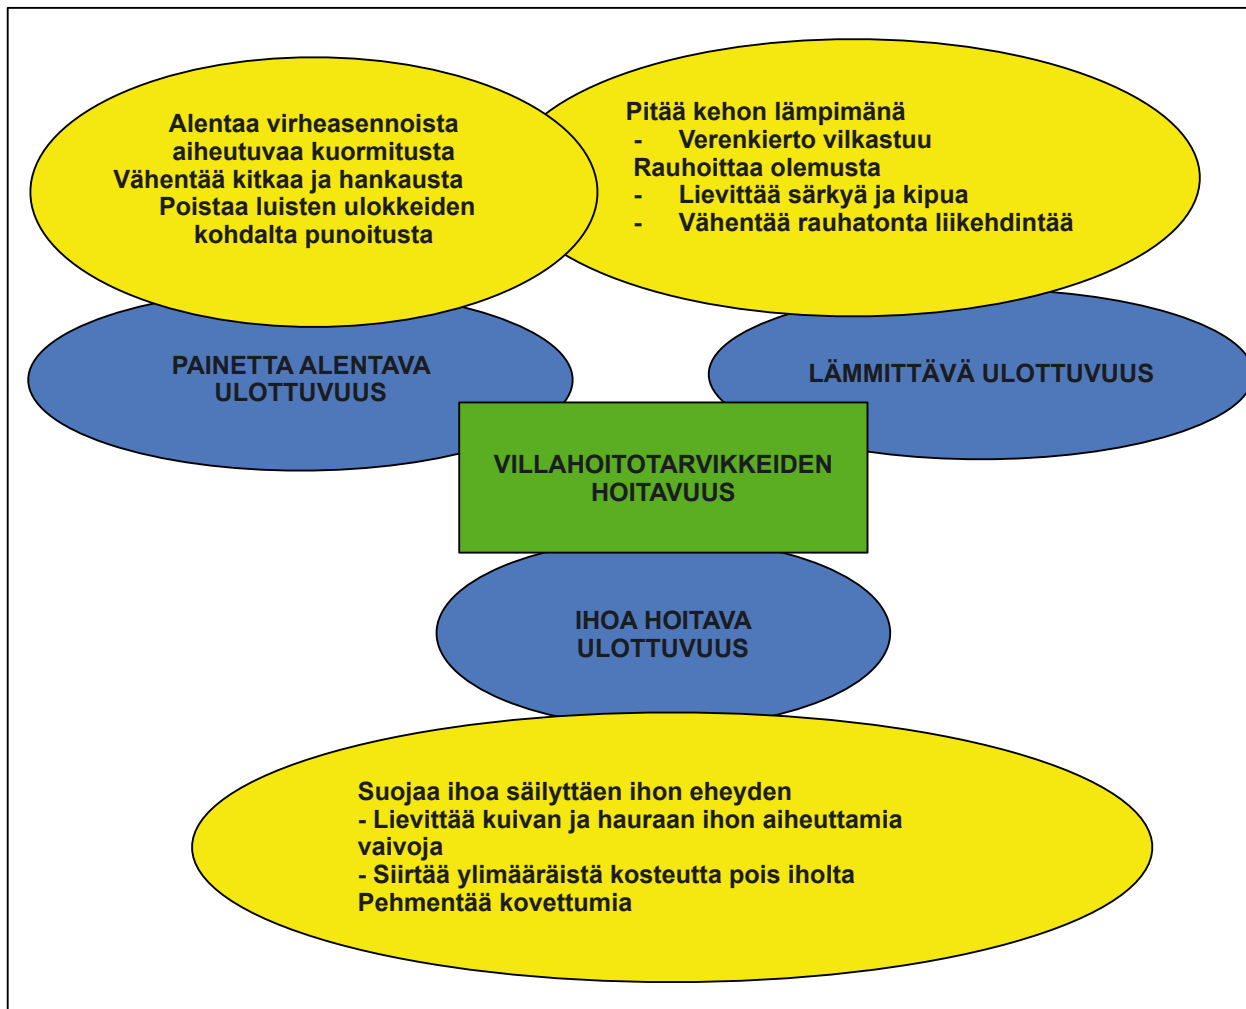 Alentaa virheasennoista
aiheutuvaa kuormitusta
Vähentää kitkaa ja hankausta
Poistaa luisten ulokkeiden
kohdalta punoitusta
Pitää kehon lämpimänä
- Verenkierto vilkastuu
Rauhoittaa olemusta
- Lievittää särkyä ja kipua
- Vähentää rauhatonta liikehdintää
PAINETTA ALENTAVA
ULOTTUVUUS
LÄMMITTÄVÄ ULOTTUVUUS
VILLAHOITOTARVIKKEIDEN
HOITAVUUS
IHOA HOITAVA
ULOTTUVUUS
Suojaa ihoa säilyttäen ihon eheyden
- Lievittää kuivan ja hauraan ihon aiheuttamia
vaivoja
- Siirtää ylimääräistä kosteutta pois iholta
Pehmentää kovettumia